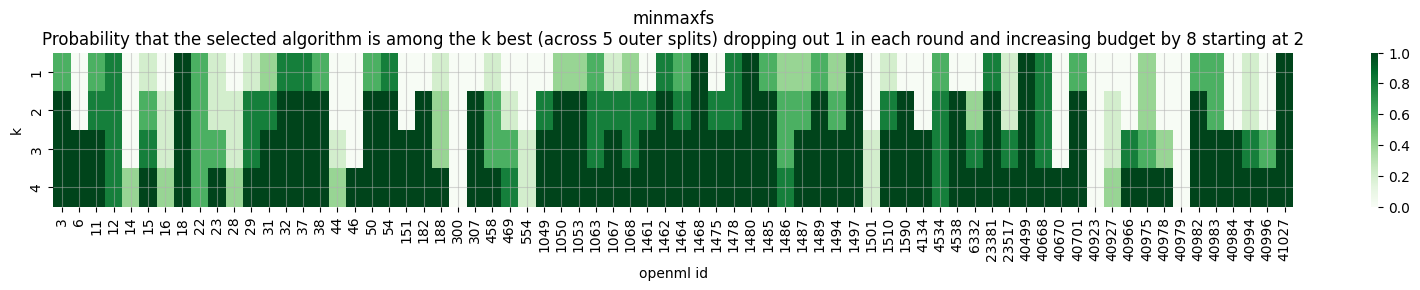 minmaxfs
Probability that the selected algorithm is among the k best (across 5 outer splits) dropping out 1 in each round and increasing budget by 8 starting at 2
k
1
2
3
4
3 6 11 12 14 15 16 18 22 23 28 29 31 32 37 38 44 46 50 54 151 182 188 300 307 458 469 554 1049 1050 1053 1063 1067 1068 1461 1462 1464 1468 1475 1478 1480 1485 1486 1487 1489 1494 1497 1501 1510 1590 4134 4534 4538 6332 23381 23517 40499 40668 40670 40701 40923 40927 40966 40975 40978 40979 40982 40983 40984 40994 40996 41027
openml id
1.0
0.8
0.6
0.4
0.2
0.0